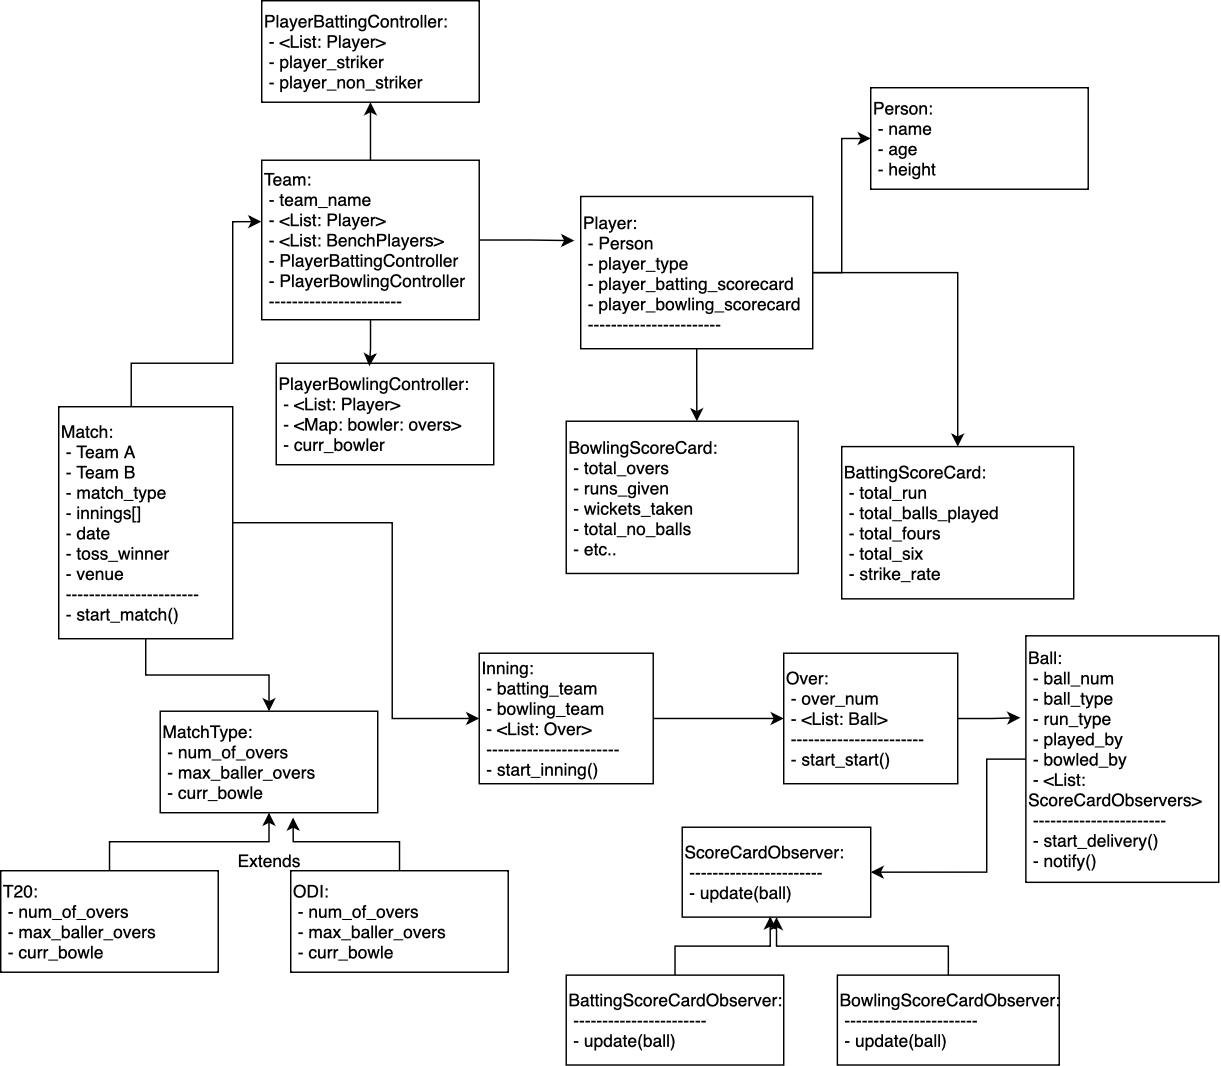 PlayerBattingController:
- <List: Player>
- player_striker
- player_non_striker
Person:
- name
- age
- height
Team:
- team_name
- <List: Player>
- <List: BenchPlayers>
- PlayerBattingController
- PlayerBowlingController
-----------------------
Player:
- Person
- player_type
- player_batting_scorecard
- player_bowling_scorecard
-----------------------
PlayerBowlingController:
- <List: Player>
- <Map: bowler: overs>
- curr_bowler
Match:
- Team A
- Team B
- match_type
- innings[]
- date
- toss_winner
- venue
-----------------------
- start_match()
BowlingScoreCard:
- total_overs
- runs_given
- wickets_taken
- total_no_balls
- etc..
BattingScoreCard:
- total_run
- total_balls_played
- total_fours
- total_six
- strike_rate
Inning:
- batting_team
- bowling_team
- <List: Over>
-----------------------
- start_inning()
Over:
- over_num
- <List: Ball>
-----------------------
- start_start()
Ball:
- ball_num
- ball_type
- run_type
- played_by
- bowled_by
- <List:
ScoreCardObservers>
-----------------------
- start_delivery()
- notify()
MatchType:
- num_of_overs
- max_baller_overs
- curr_bowle
Extends
T20:
- num_of_overs
- max_baller_overs
- curr_bowle
ODI:
- num_of_overs
- max_baller_overs
- curr_bowle
ScoreCardObserver:
-----------------------
- update(ball)
BattingScoreCardObserver:
-----------------------
- update(ball)
BowlingScoreCardObserver:
-----------------------
- update(ball)